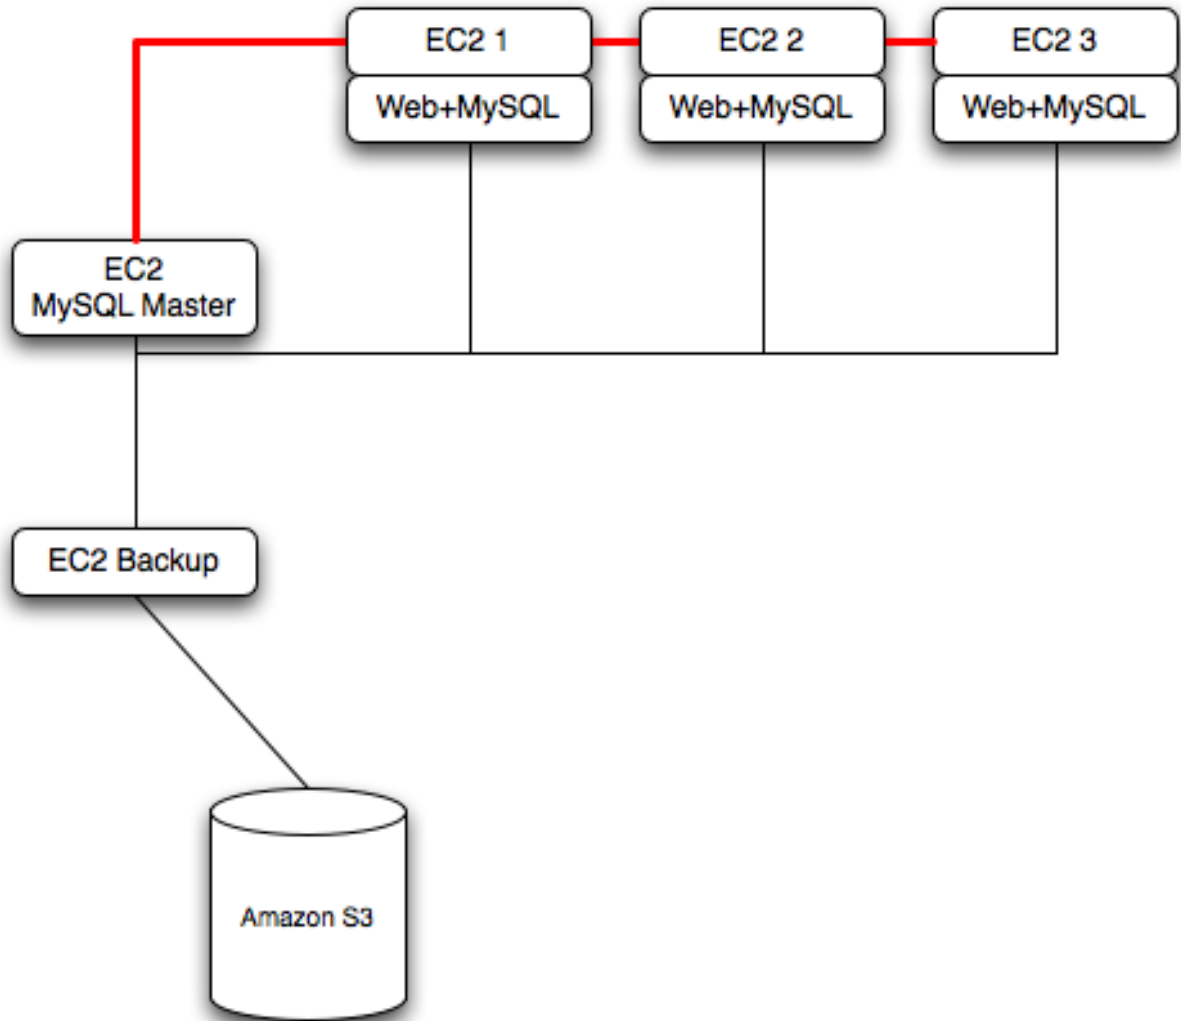 EC2 1
EC2 2
EC2 3
Web+MySQL
Web+MySQL
Web+MySQL
EC2
MySQL Master
EC2 Backup
Amazon S3